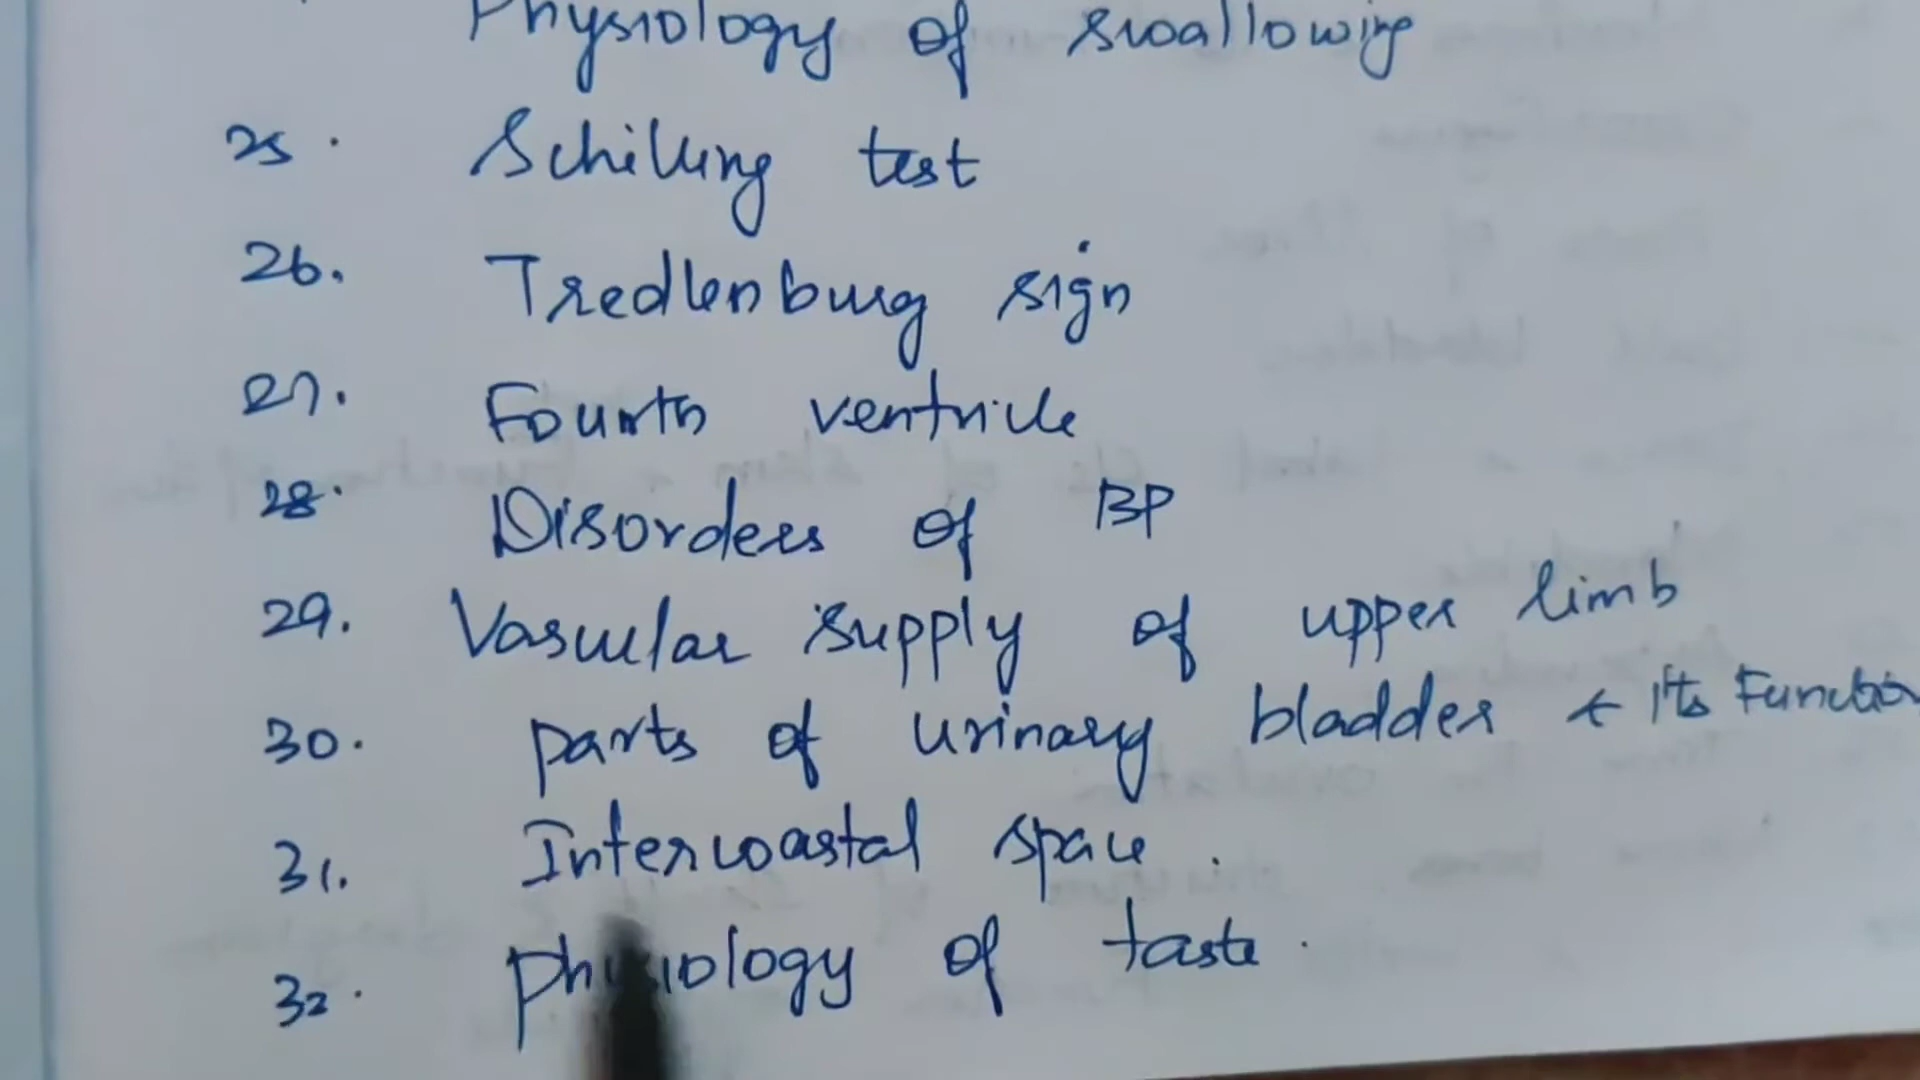 Physiology of swallowing
25. Schilling test
26. Tredlenburg sign
27. Fourth ventricle
28. Disorders of BP
29. Vascular supply of upper limb
30. parts of urinary bladder & Its Function
31. Intercoastal space.
32. physiology of taste.